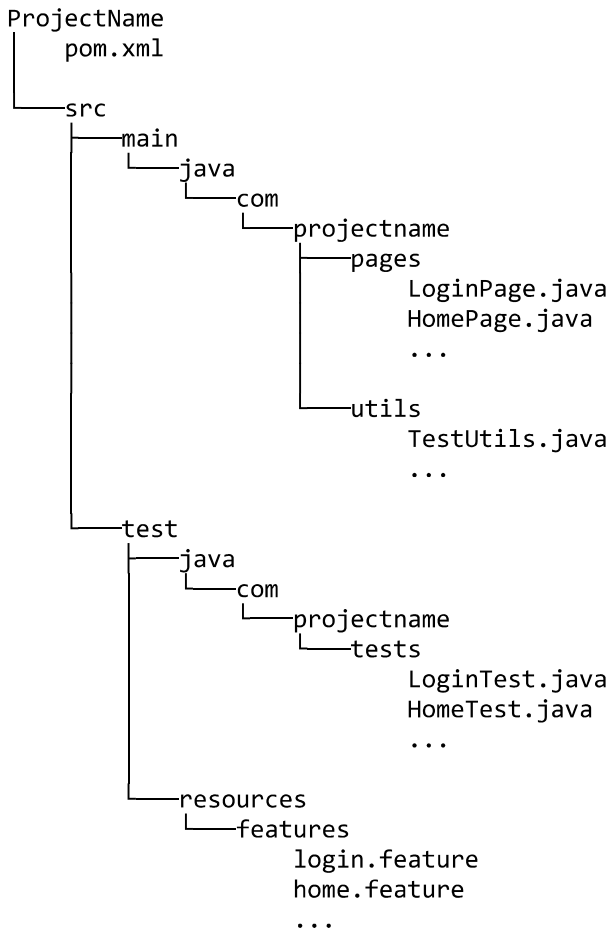 ProjectName
pom.xml
src
main
java
com
projectname
pages
LoginPage.java
HomePage.java
...
utils
TestUtils.java
...
test
java
com
projectname
tests
LoginTest.java
HomeTest.java
...
resources
features
login.feature
home.feature
...